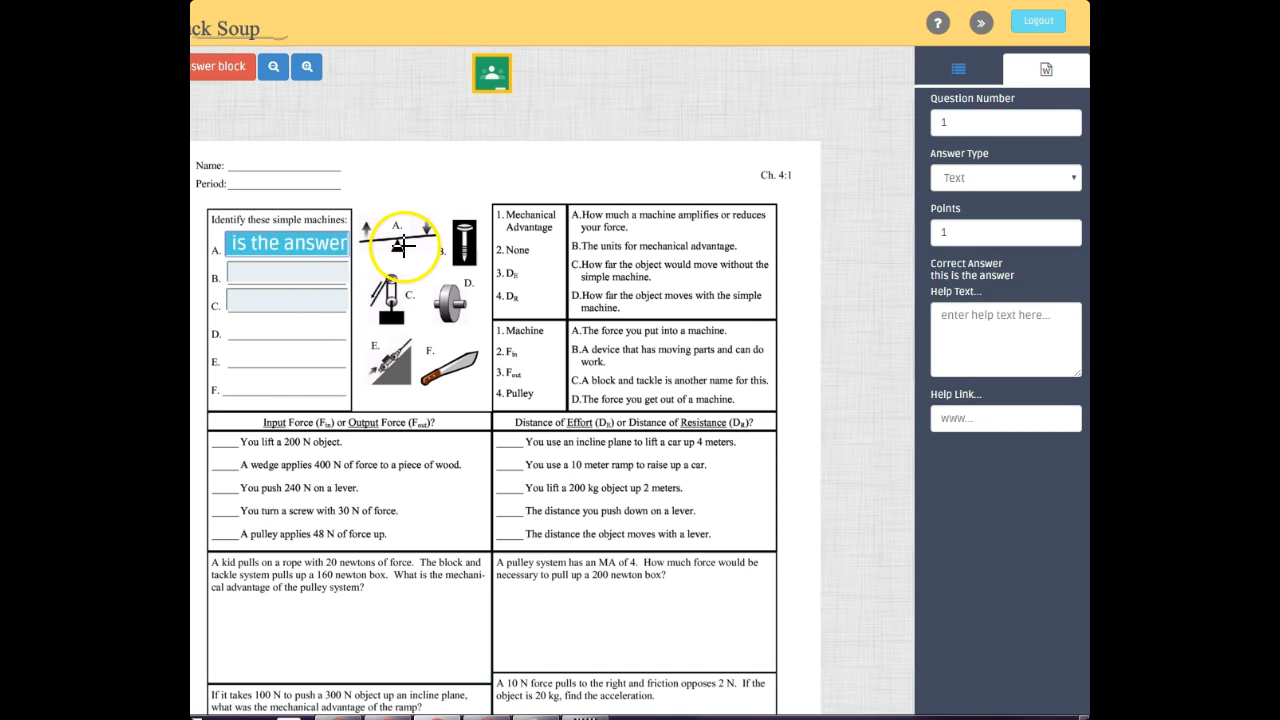 ck Soup
?
»
Logout
swer block
Name:
Period:
Ch. 4:1
Identify these simple machines:
A. is the answer
B.
C.
D.
E.
F.
A.
B.
C.
D.
E.
F.
1. Mechanical
Advantage
2. None
3. DE
4. DR
A.How much a machine amplifies or reduces
your force.
B.The units for mechanical advantage.
C.How far the object would move without the
simple machine.
D.How far the object moves with the simple
machine.
1. Machine
2. Fin
3. Fout
4. Pulley
A.The force you put into a machine.
B.A device that has moving parts and can do
work.
C.A block and tackle is another name for this.
D.The force you get out of a machine.
Input Force (Fin) or Output Force (Fout)?
_____ You lift a 200 N object.
_____ A wedge applies 400 N of force to a piece of wood.
_____ You push 240 N on a lever.
_____ You turn a screw with 30 N of force.
_____ A pulley applies 48 N of force up.
Distance of Effort (DE) or Distance of Resistance (DR)?
_____ You use an incline plane to lift a car up 4 meters.
_____ You use a 10 meter ramp to raise up a car.
_____ You lift a 200 kg object up 2 meters.
_____ The distance you push down on a lever.
_____ The distance the object moves with a lever.
A kid pulls on a rope with 20 newtons of force. The block and
tackle system pulls up a 160 newton box. What is the mechani-
cal advantage of the pulley system?
A pulley system has an MA of 4. How much force would be
necessary to pull up a 200 newton box?
If it takes 100 N to push a 300 N object up an incline plane,
what was the mechanical advantage of the ramp?
A 10 N force pulls to the right and friction opposes 2 N. If the
object is 20 kg, find the acceleration.
W
Question Number
1
Answer Type
Text
Points
1
Correct Answer
this is the answer
Help Text...
enter help text here...
Help Link...
www...